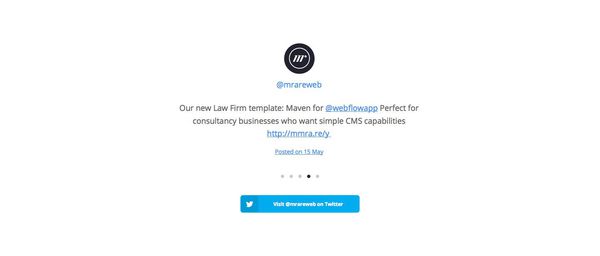 mr
@mrareweb
Our new Law Firm template: Maven for @webflowapp Perfect for
consultancy businesses who want simple CMS capabilities
http://mmra.re/y
Posted on 15 May
Visit @mrareweb on Twitter